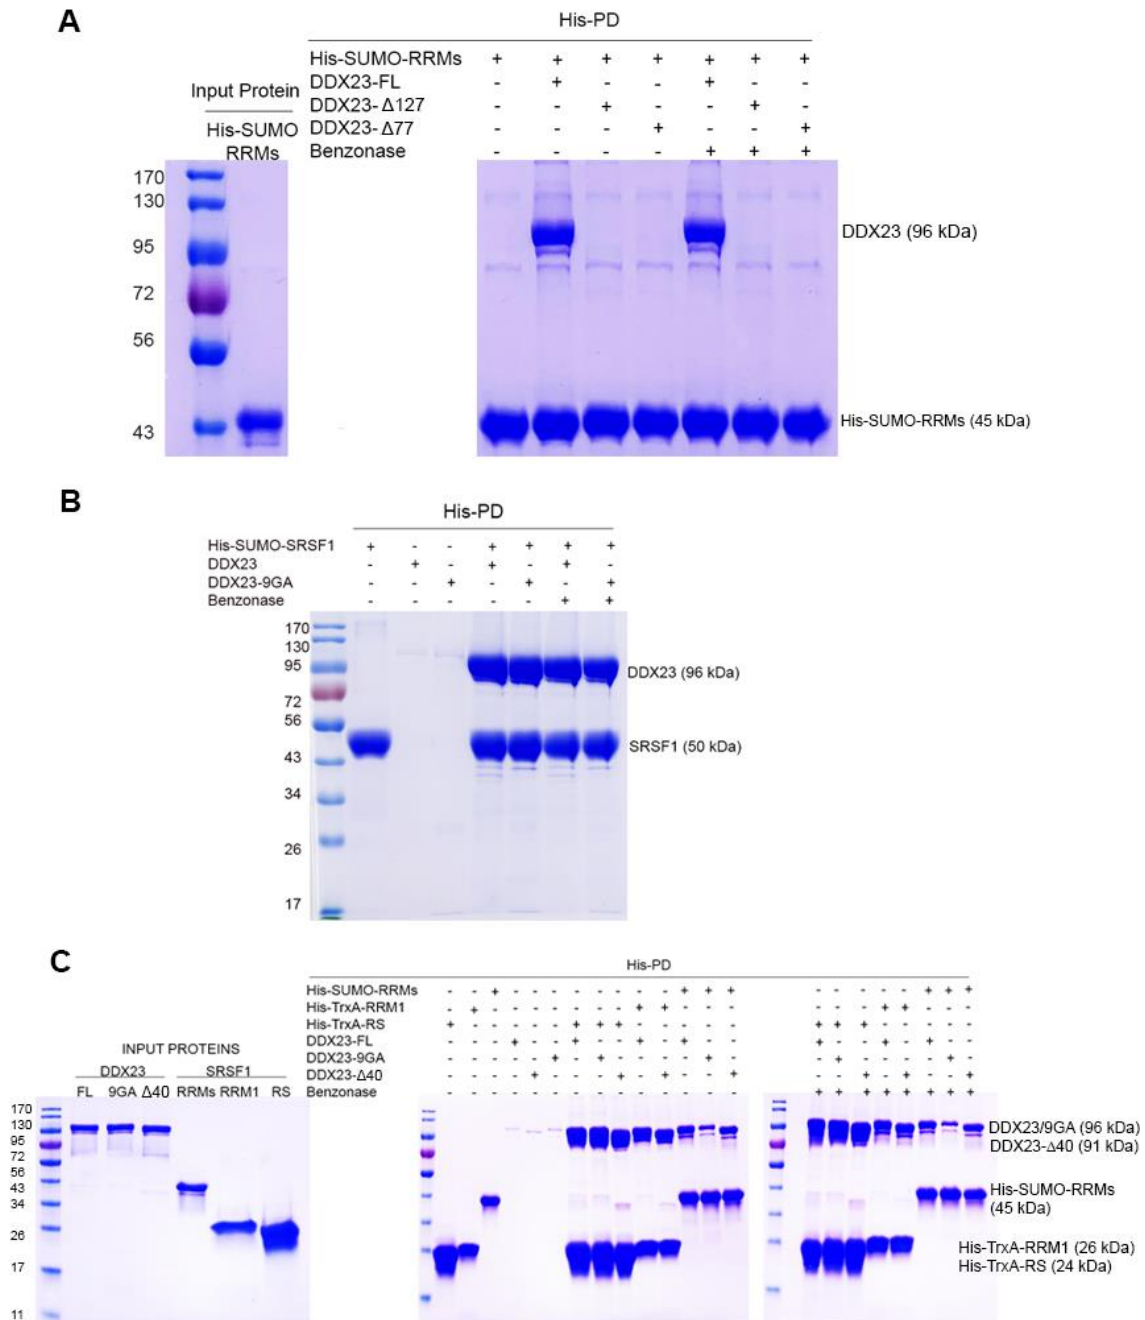 A
His-PD
His-SUMO-RRMs + + + + + + +
DDX23-FL - + - - + - -
DDX23-Δ127 - - + - - + -
DDX23-Δ77 - - - + - - +
Benzonase - - - - + + +
Input Protein
His-SUMO
RRMs
170
130
95
72
56
43
DDX23 (96 kDa)
His-SUMO-RRMs (45 kDa)
B
His-PD
His-SUMO-SRSF1 + - - + + + +
DDX23 - + - + - + -
DDX23-9GA - - + - + - +
Benzonase - - - - - + +
170
130
95
72
56
43
34
26
17
DDX23 (96 kDa)
SRSF1 (50 kDa)
C
His-PD
His-SUMO-RRMs - - + - - - - - - - - + + + - - - - - + + +
His-TrxA-RRM1 - + - - - - - - - + + - - - - - - + + - - -
His-TrxA-RS + - - - - - + + + - - - - - + + + - - - - -
DDX23-FL - - - + - - + - - + - + - - + - - + - + - -
DDX23-9GA - - - - - + - + - - - - + - - + - - - - + -
DDX23-Δ40 - - - - + - - - + - + - - + - - + - + - - +
Benzonase - - - - - - - - - - - - - - + + + + + + + +
INPUT PROTEINS
DDX23 SRSF1
FL 9GA Δ40 RRMs RRM1 RS
170
130
95
72
56
43
34
26
17
11
DDX23/9GA (96 kDa)
DDX23-Δ40 (91 kDa)
His-SUMO-RRMs
(45 kDa)
His-TrxA-RRM1 (26 kDa)
His-TrxA-RS (24 kDa)